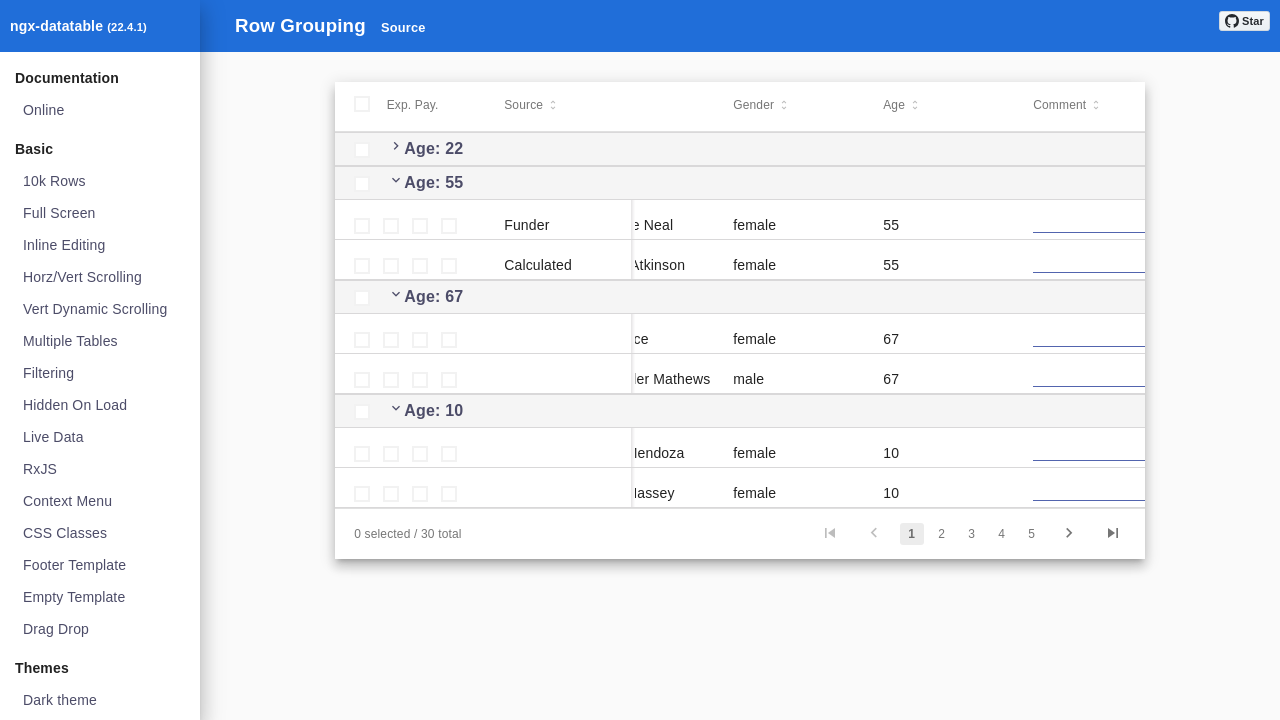 ngx-datatable (22.4.1)
Row Grouping Source
Star
Documentation
Online
Basic
10k Rows
Full Screen
Inline Editing
Horz/Vert Scrolling
Vert Dynamic Scrolling
Multiple Tables
Filtering
Hidden On Load
Live Data
RxJS
Context Menu
CSS Classes
Footer Template
Empty Template
Drag Drop
Themes
Dark theme
Exp. Pay. Source Gender Age Comment
Age: 22
Age: 55
Funder e Neal female 55
Calculated Atkinson female 55
Age: 67
ce female 67
ler Mathews male 67
Age: 10
Mendoza female 10
Massey female 10
0 selected / 30 total 1 2 3 4 5